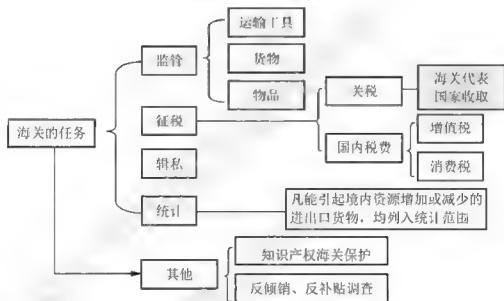 运输工具
监管
货物
物品
关税
海关代表
国家收取
海关的任务
征税
国内税费
增值税
消费税
缉私
统计
凡能引起境内资源增加或减少的
进出口货物，均列入统计范围
其他
知识产权海关保护
反倾销、反补贴调查